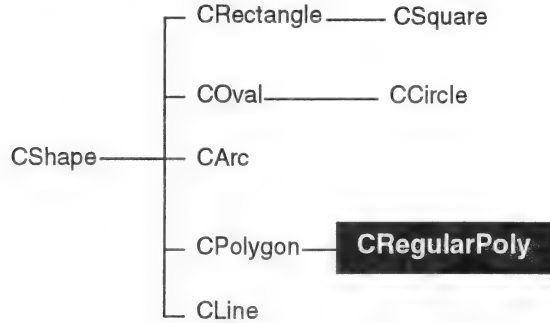 CRectangle CSquare
COval CCircle
CShape CArc
CPolygon CRegularPoly
CLine